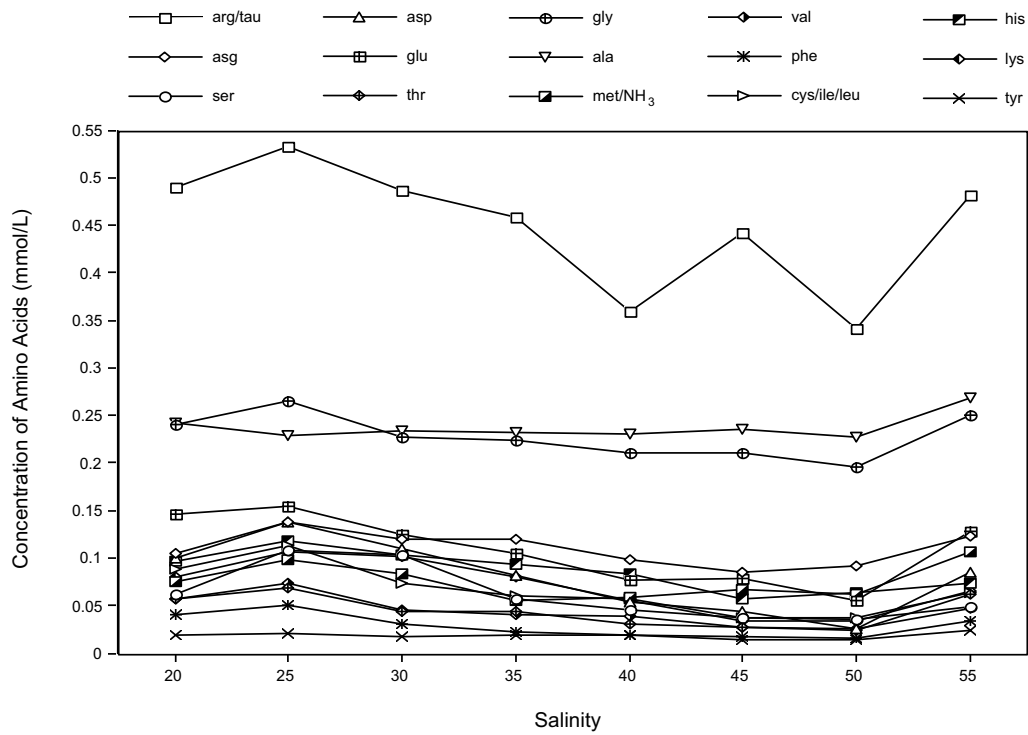 arg/tau asp gly val his
asg glu ala phe lys
ser thr met/NH3 cys/ile/leu tyr
Concentration of Amino Acids (mmol/L)
0.55
0.5
0.45
0.4
0.35
0.3
0.25
0.2
0.15
0.1
0.05
0
20 25 30 35 40 45 50 55
Salinity